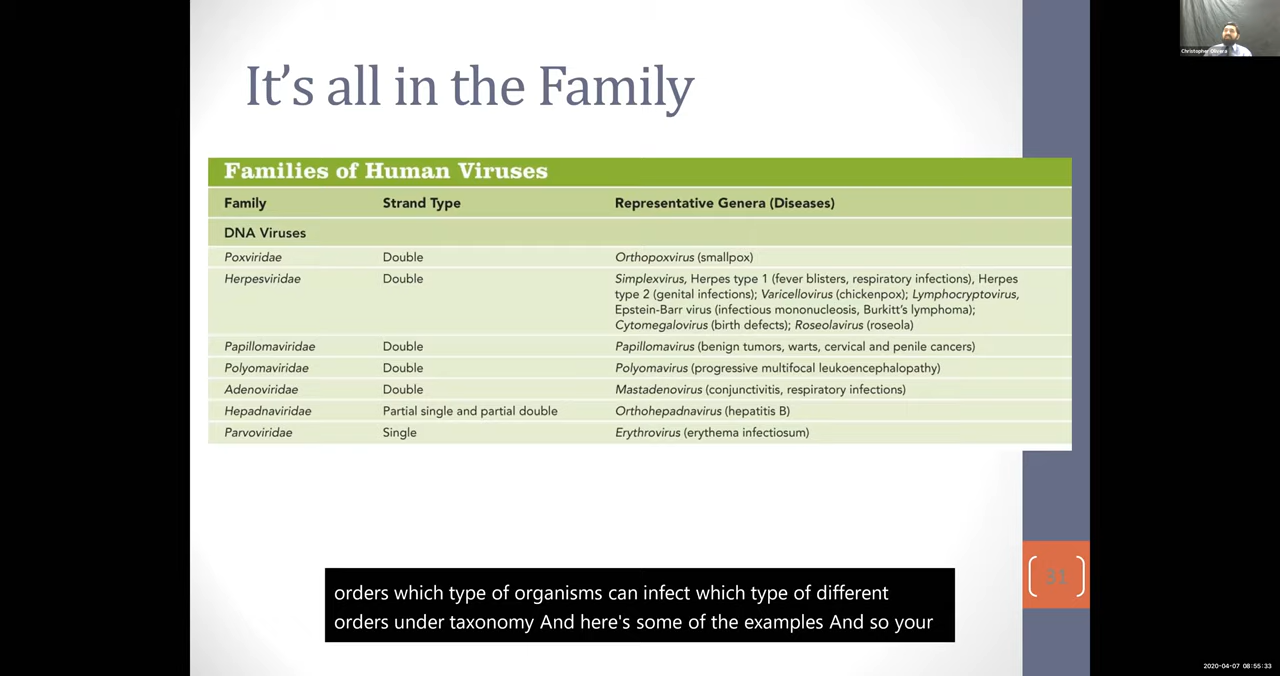 Christopher Olivera
It's all in the Family
Families of Human Viruses
Family Strand Type Representative Genera (Diseases)
DNA Viruses
Poxviridae Double Orthopoxvirus (smallpox)
Herpesviridae Double Simplexvirus, Herpes type 1 (fever blisters, respiratory infections), Herpes
type 2 (genital infections); Varicellovirus (chickenpox); Lymphocryptovirus,
Epstein-Barr virus (infectious mononucleosis, Burkitt's lymphoma);
Cytomegalovirus (birth defects); Roseolavirus (roseola)
Papillomaviridae Double Papillomavirus (benign tumors, warts, cervical and penile cancers)
Polyomaviridae Double Polyomavirus (progressive multifocal leukoencephalopathy)
Adenoviridae Double Mastadenovirus (conjunctivitis, respiratory infections)
Hepadnaviridae Partial single and partial double Orthohepadnavirus (hepatitis B)
Parvoviridae Single Erythrovirus (erythema infectiosum)
31
orders which type of organisms can infect which type of different
orders under taxonomy And here's some of the examples And so your
2020-04-07 08:55:33